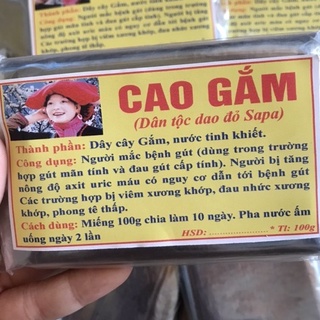 CAO GẮM
(Dân tộc dao đỏ Sapa)
Thành phần: Dây cây Gắm, nước tinh khiết.
Công dụng: Người mắc bệnh gút (dùng trong trường
hợp gút mãn tính và đau gút cấp tính). Người bị tăng
nồng độ axit uric máu có nguy cơ dẫn tới bệnh gút
Các trường hợp bị viêm xương khớp, đau nhức xương
khớp, phong tê thấp.
Cách dùng: Miếng 100g chia làm 10 ngày. Pha nước ấm
uống ngày 2 lần
HSD: ........................* Tl: 100g